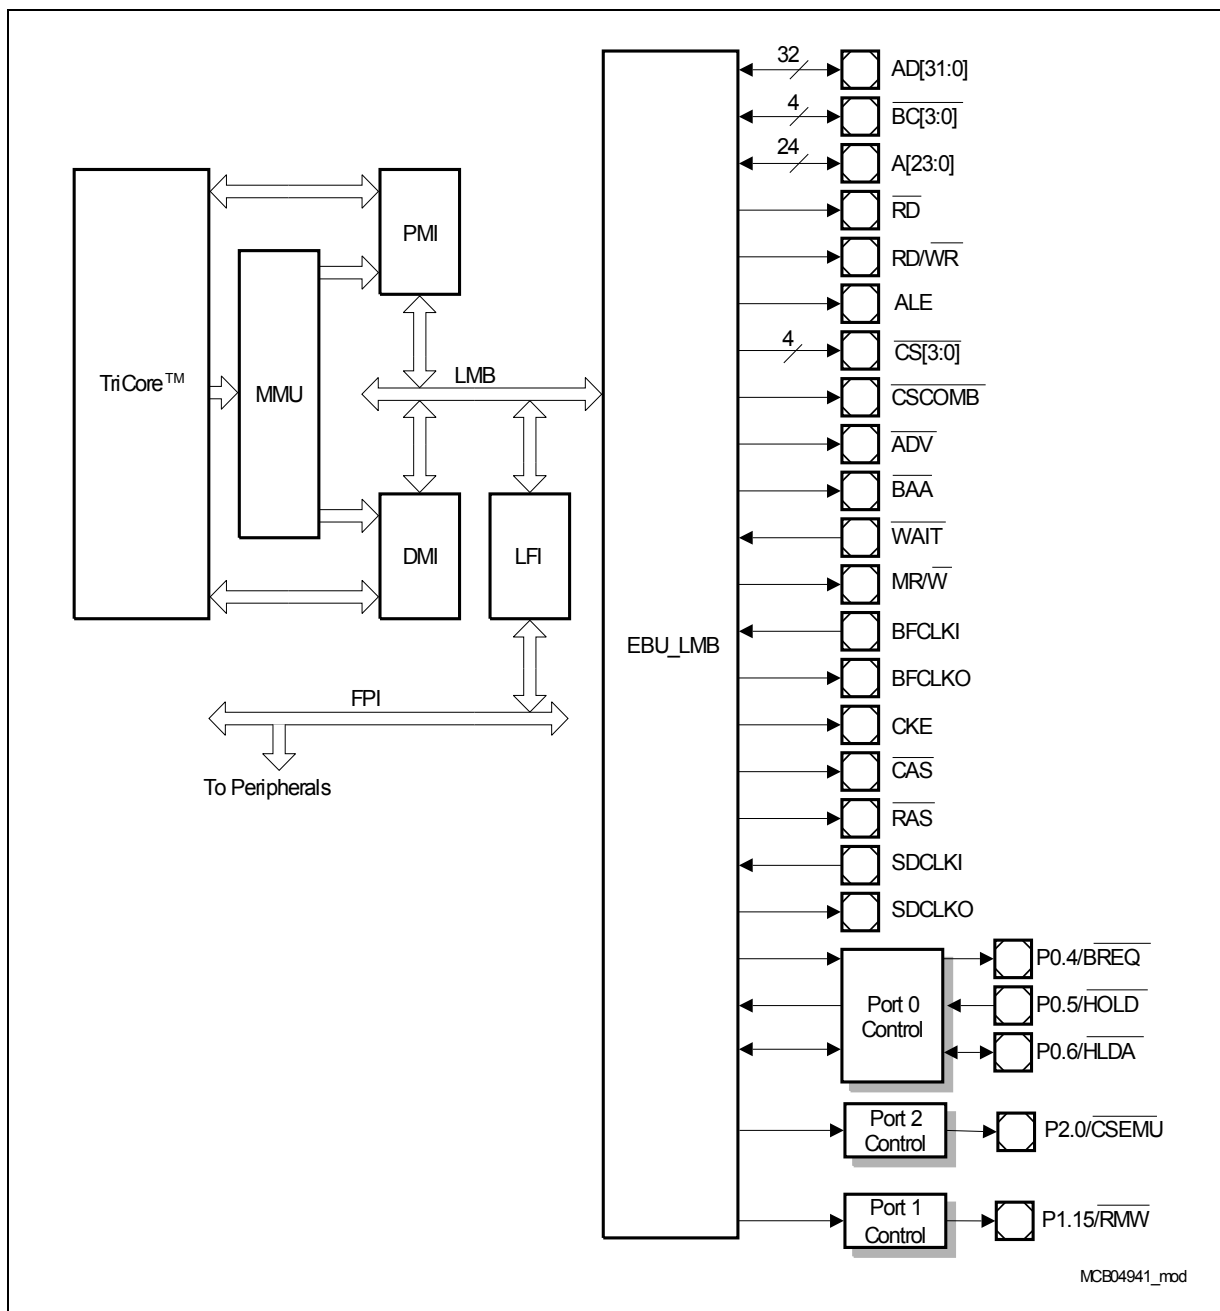 32
AD[31:0]
4
BC[3:0]
24
A[23:0]
RD
PMI
RD/WR
ALE
4
CS[3:0]
TriCore™
MMU
LMB
CSCOMB
ADV
BAA
DMI
LFI
WAIT
MR/W
EBU_LMB
BFCLKI
BFCLKO
FPI
CKE
To Peripherals
CAS
RAS
SDCLKI
SDCLKO
P0.4/BREQ
Port 0
Control
P0.5/HOLD
P0.6/HLDA
Port 2
Control
P2.0/CSEMU
Port 1
Control
P1.15/RMW
MCB04941_mod